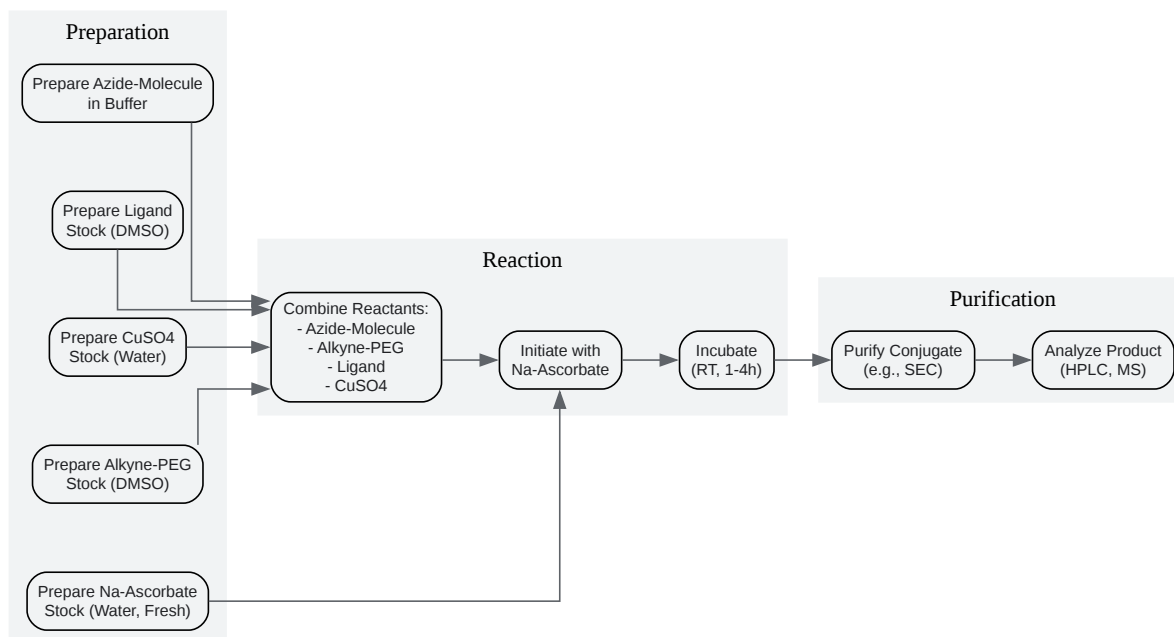 Preparation
Prepare Azide-Molecule
in Buffer
Prepare Ligand
Stock (DMSO)
Prepare CuSO4
Stock (Water)
Prepare Alkyne-PEG
Stock (DMSO)
Prepare Na-Ascorbate
Stock (Water, Fresh)
Reaction
Combine Reactants:
- Azide-Molecule
- Alkyne-PEG
- Ligand
- CuSO4
Initiate with
Na-Ascorbate
Incubate
(RT, 1-4h)
Purification
Purify Conjugate
(e.g., SEC)
Analyze Product
(HPLC, MS)